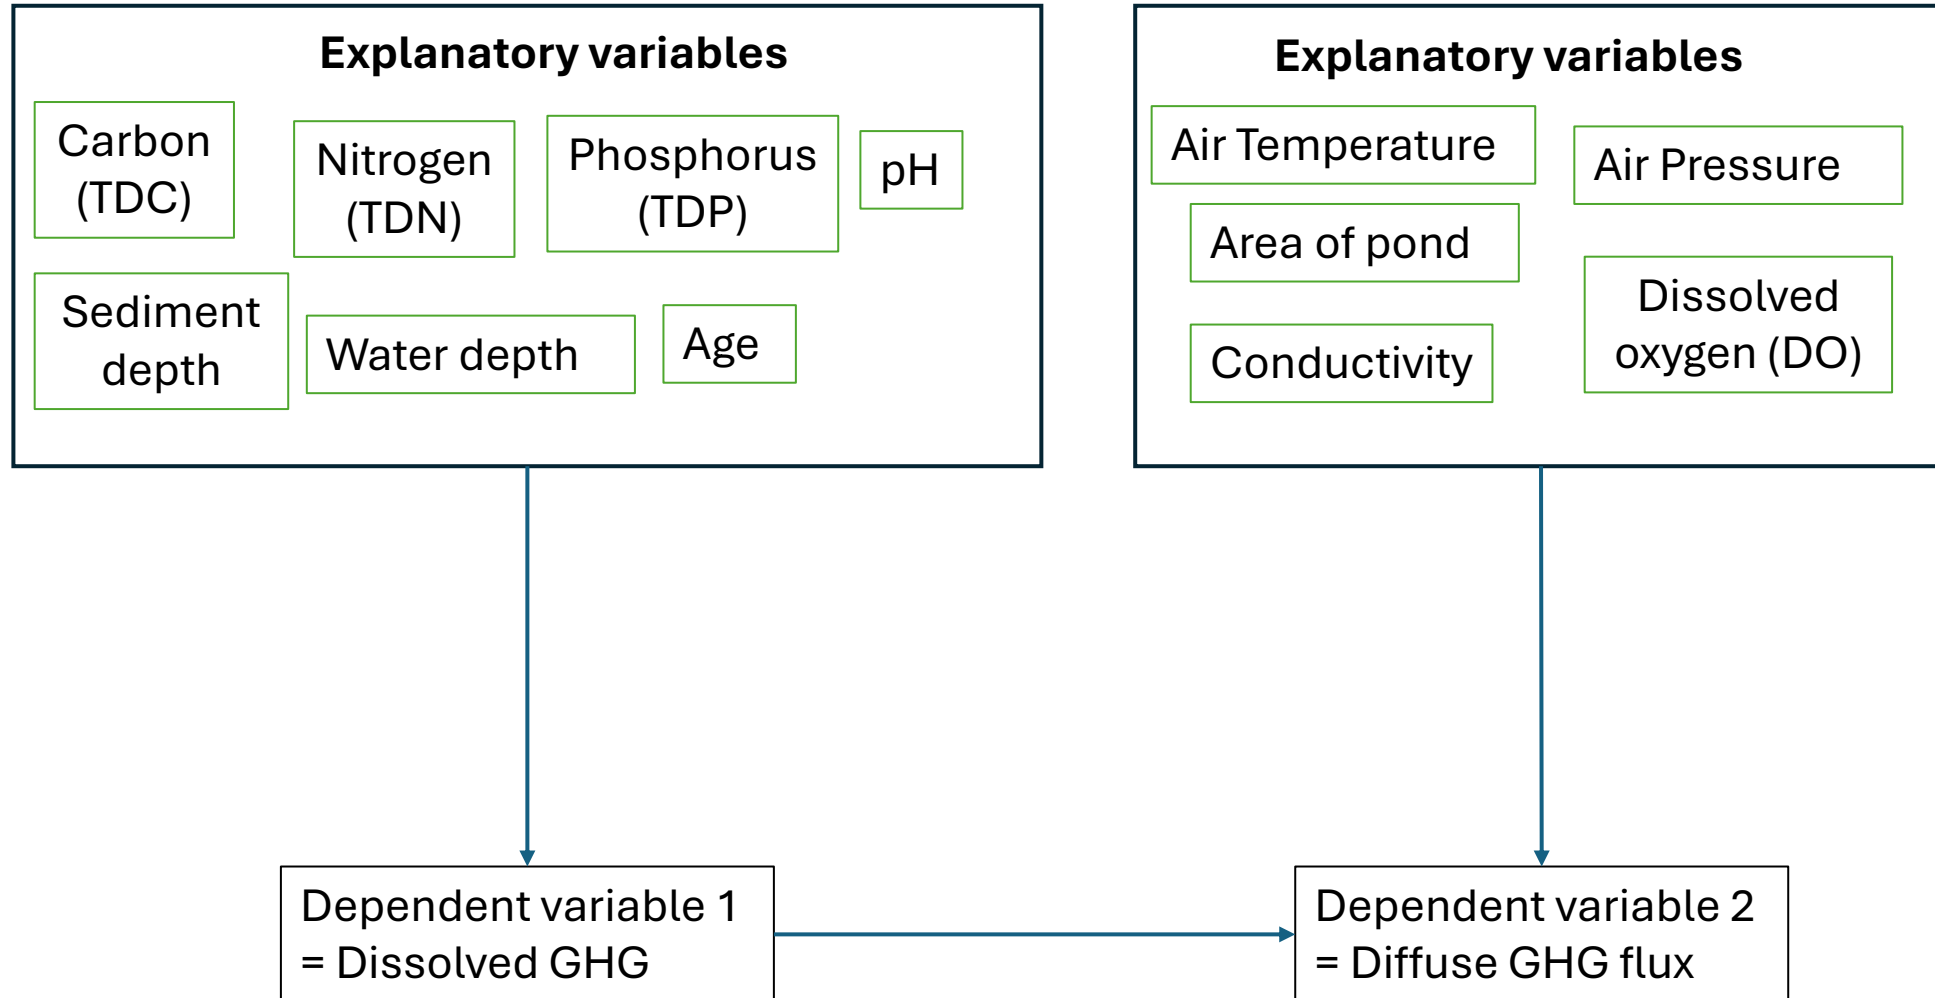 Explanatory variables
Carbon
(TDC)
Nitrogen
(TDN)
Phosphorus
(TDP)
pH
Sediment
depth
Water depth
Age
Explanatory variables
Air Temperature
Air Pressure
Area of pond
Dissolved
oxygen (DO)
Conductivity
Dependent variable 1
= Dissolved GHG
Dependent variable 2
= Diffuse GHG flux